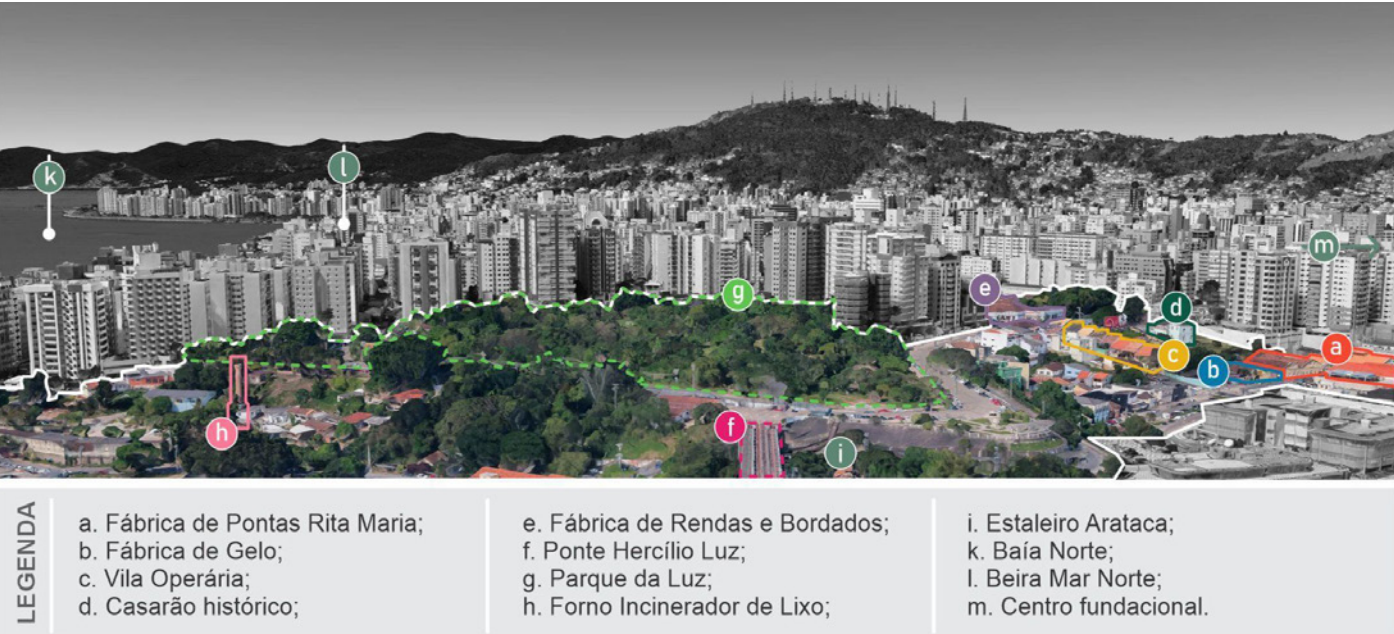 k
l
m
g
e
d
a
c
b
h
f
i
LEGENDA
a. Fábrica de Pontas Rita Maria;
b. Fábrica de Gelo;
c. Vila Operária;
d. Casarão histórico;
e. Fábrica de Rendas e Bordados;
f. Ponte Hercílio Luz;
g. Parque da Luz;
h. Forno Incinerador de Lixo;
i. Estaleiro Arataca;
k. Baía Norte;
l. Beira Mar Norte;
m. Centro fundacional.